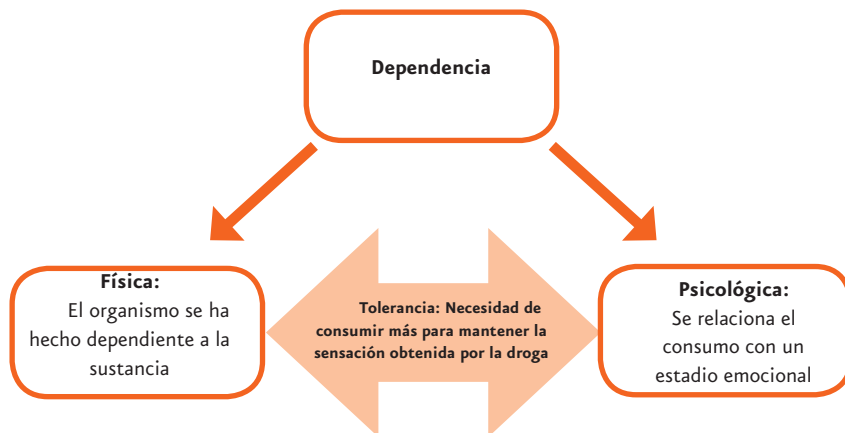 Dependencia
Física:
El organismo se ha
hecho dependiente a la
sustancia
Tolerancia: Necesidad de
consumir más para mantener la
sensación obtenida por la droga
Psicológica:
Se relaciona el
consumo con un
estadio emocional